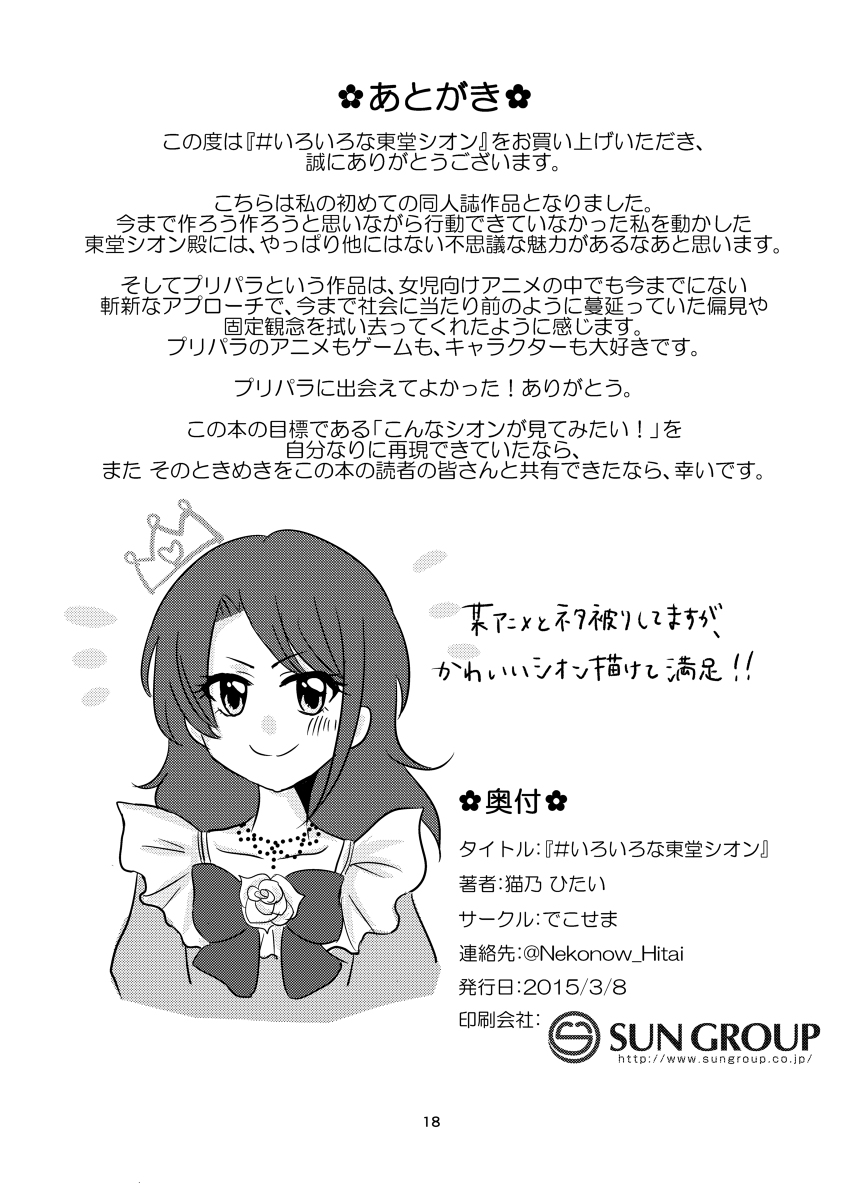 ✿あとがき✿
この度は『#いろいろな東堂シオン』をお買い上げいただき、
誠にありがとうございます。
こちらは私の初めての同人誌作品となりました。
今まで作ろう作ろうと思いながら行動できていなかった私を動かした
東堂シオン殿には、やっぱり他にはない不思議な魅力があるなあと思います。
そしてプリパラという作品は、女児向けアニメの中でも今までにない
斬新なアプローチで、今まで社会に当たり前のように蔓延っていた偏見や
固定観念を拭い去ってくれたように感じます。
プリパラのアニメもゲームも、キャラクターも大好きです。
プリパラに出会えてよかった！ありがとう。
この本の目標である「こんなシオンが見てみたい！」を
自分なりに再現できていたなら、
また そのときめきをこの本の読者の皆さんと共有できたなら、幸いです。
某アニメとネタ被りしてますが、
かわいいシオン描けて満足!!
✿奥付✿
タイトル:『#いろいろな東堂シオン』
著者:猫乃 ひたい
サークル:でこせま
連絡先:@Nekonow_Hitai
発行日:2015/3/8
印刷会社:
SUN GROUP
http://www.sungroup.co.jp/
18